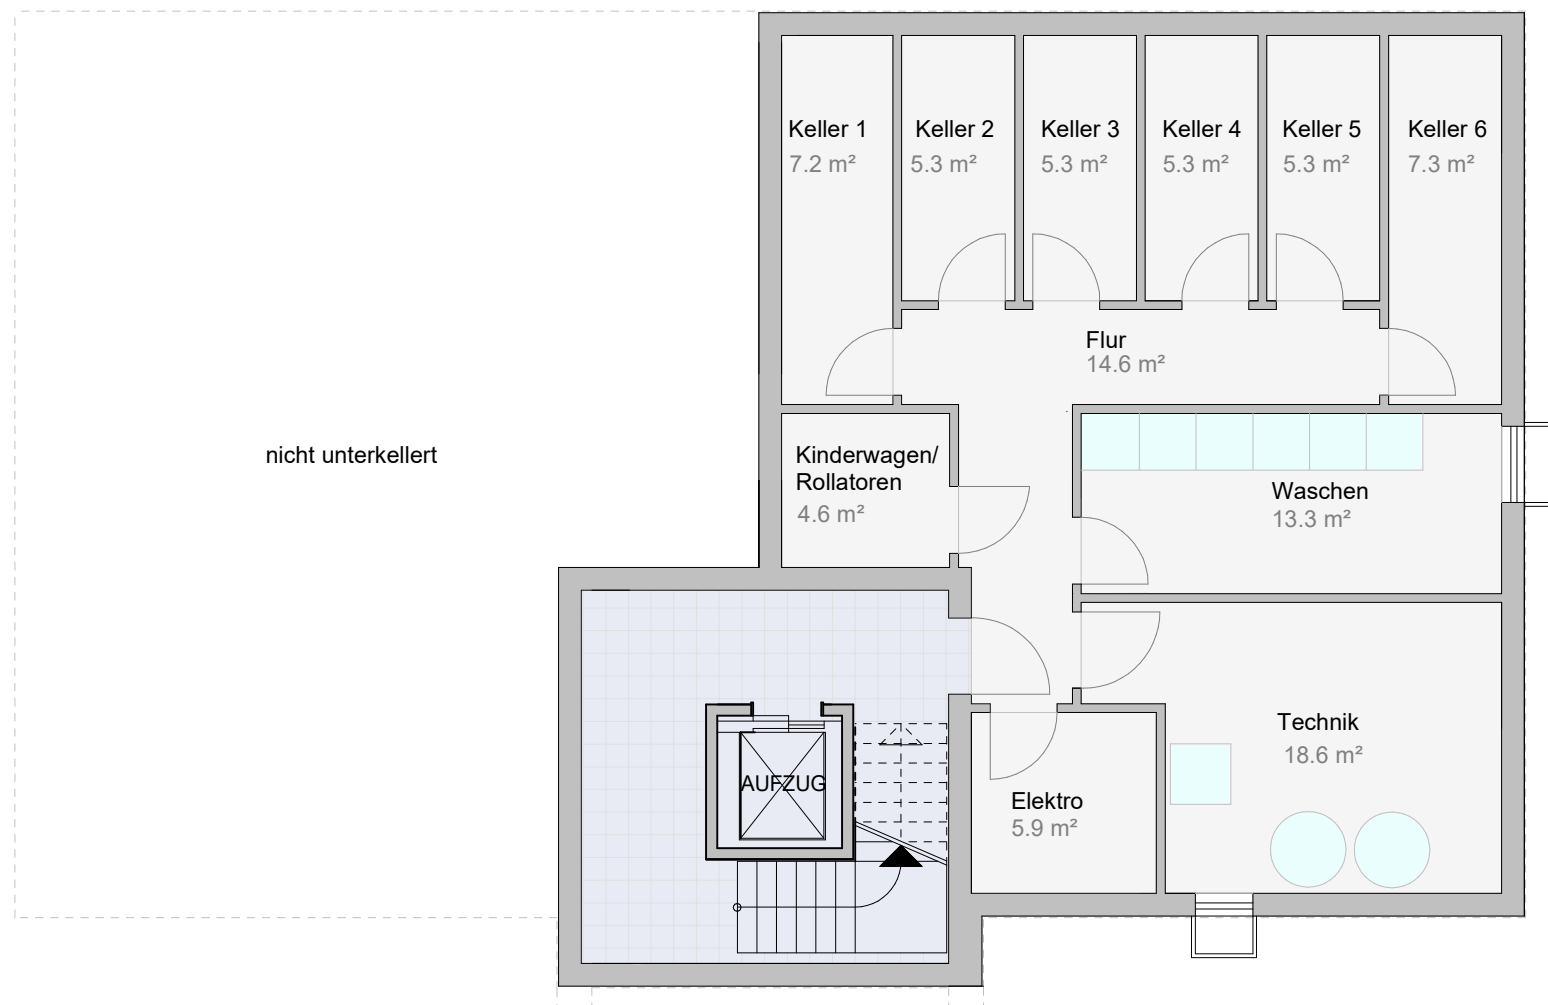 Keller 1
7.2 m²
Keller 2
5.3 m²
Keller 3
5.3 m²
Keller 4
5.3 m²
Keller 5
5.3 m²
Keller 6
7.3 m²
Flur
14.6 m²
nicht unterkellert
Kinderwagen/
Rollatoren
4.6 m²
Waschen
13.3 m²
Technik
18.6 m²
AUFZUG
Elektro
5.9 m²